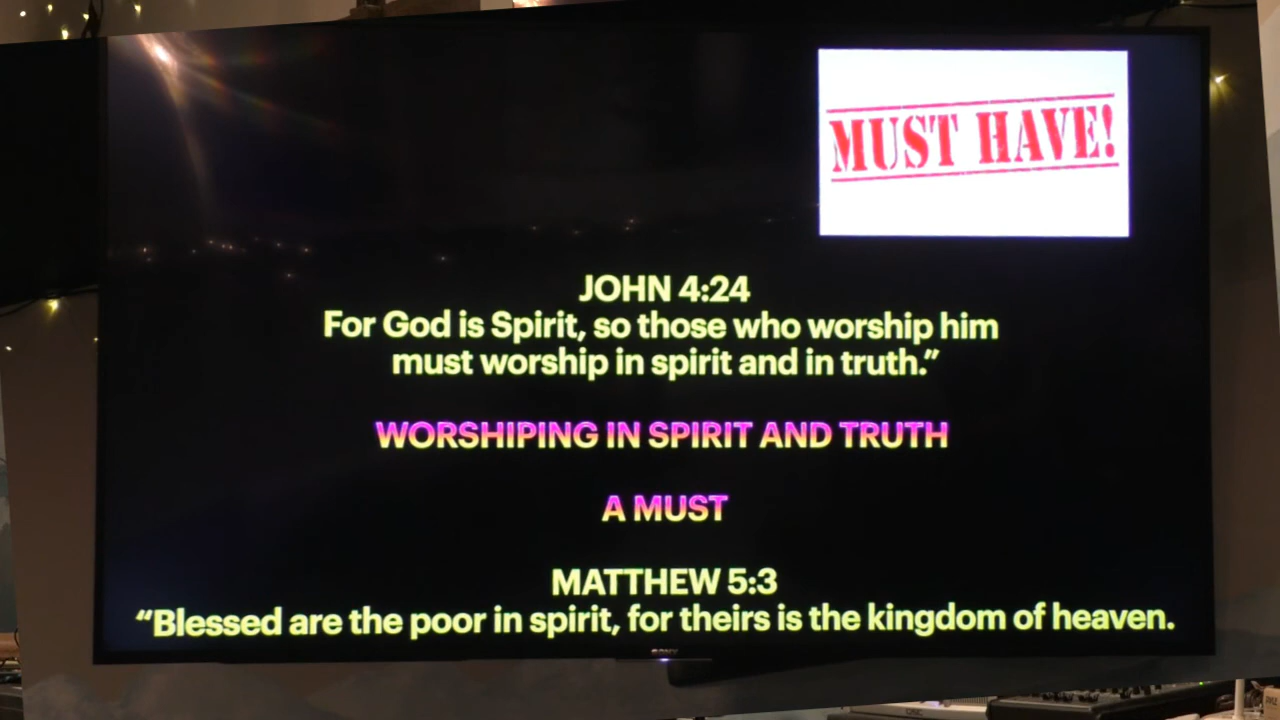 MUST HAVE!
JOHN 4:24
For God is Spirit, so those who worship him
must worship in spirit and in truth.”
WORSHIPING IN SPIRIT AND TRUTH
A MUST
MATTHEW 5:3
“Blessed are the poor in spirit, for theirs is the kingdom of heaven.
SONY